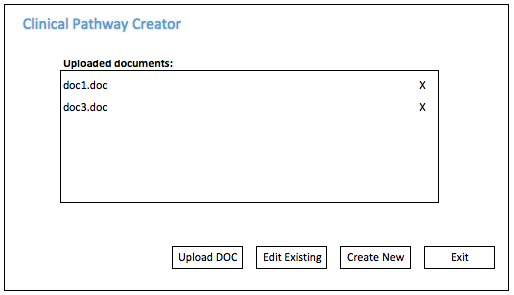 Clinical Pathway Creator
Uploaded documents:
doc1.doc X
doc3.doc X
Upload DOC Edit Existing Create New Exit